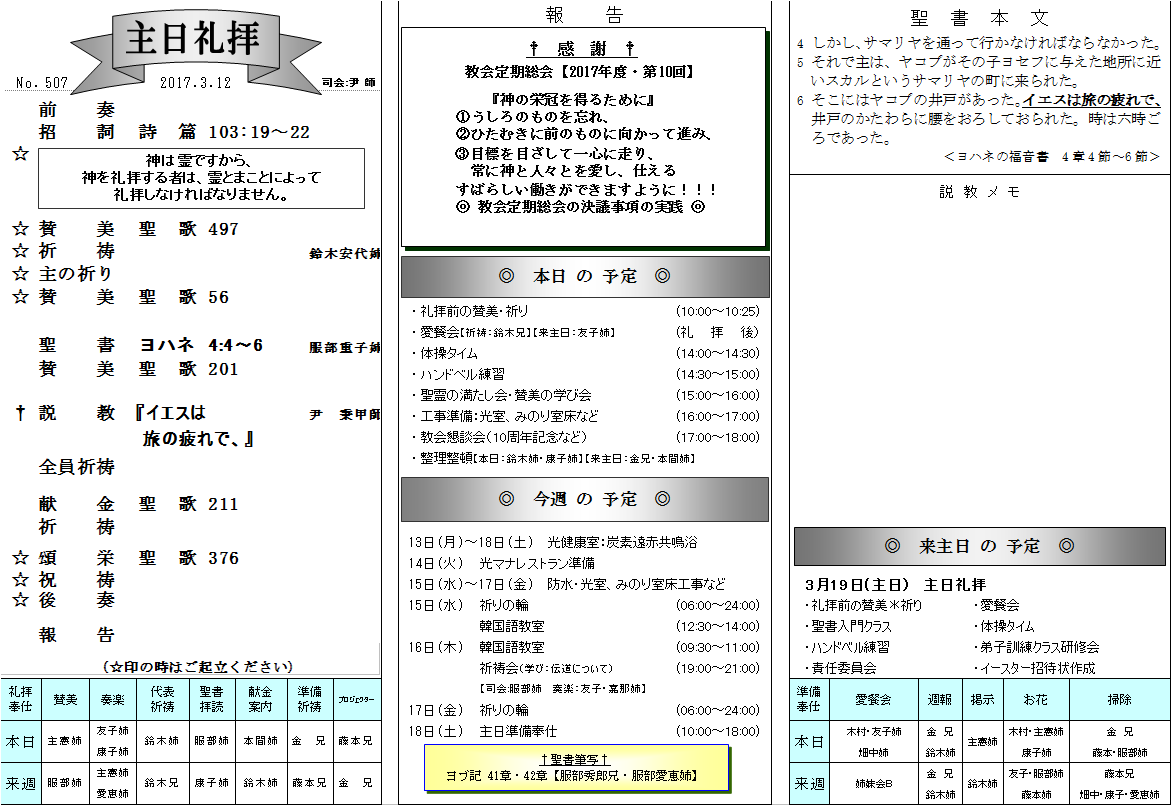 主日礼拝
No. 507 2017.3.12 司会:尹 師
前 奏
招 詞 詩 篇 103:19~22
☆
神は霊ですから、
神を礼拝する者は、霊とまことによって
礼拝しなければなりません。
☆ 賛 美 聖 歌 497
☆ 祈 祷 鈴木安代姉
☆ 主の祈り
☆ 賛 美 聖 歌 56
聖 書 ヨハネ 4:4~6 服部重子姉
賛 美 聖 歌 201
✝ 説 教 『イエスは 尹 秉甲師
旅の疲れで、』
全員祈祷
献 金 聖 歌 211
祈 祷
☆ 頌 栄 聖 歌 376
☆ 祝 祷
☆ 後 奏
報 告
(☆印の時はご起立ください)
礼拝奉仕 賛美 奏楽 代表祈祷 聖書拝読 献金案内 準備祈祷 プロジェクター
本日 主憲姉 友子姉 康子姉 鈴木姉 服部姉 本間姉 金 兄 藤本兄
来週 服部姉 主憲姉 愛恵姉 鈴木兄 康子姉 鈴木姉 藤本兄 金 兄
報 告
✝ 感 謝 ✝
教会定期総会【2017年度・第10回】
『神の栄冠を得るために』
①うしろのものを忘れ、
②ひたむきに前のものに向かって進み、
③目標を目ざして一心に走り、
常に神と人々とを愛し、仕える
すばらしい働きができますように!!!
◎ 教会定期総会の決議事項の実践 ◎
◎ 本日 の 予定 ◎
・礼拝前の賛美・祈り (10:00~10:25)
・愛餐会【祈祷:鈴木兄】【来主日:友子姉】 (礼 拝 後)
・体操タイム (14:00~14:30)
・ハンドベル練習 (14:30~15:00)
・聖霊の満たし会・賛美の学び会 (15:00~16:00)
・工事準備:光室、みのり室床など (16:00~17:00)
・教会懇談会(10周年記念など) (17:00~18:00)
・整理整頓【本日:鈴木姉・康子姉】【来主日:金兄・本間姉】
◎ 今週 の 予定 ◎
13日(月)~18日(土) 光健康室:炭素遠赤共鳴浴
14日(火) 光マナレストラン準備
15日(水)~17日(金) 防水・光室、みのり室床工事など
15日(水) 祈りの輪 (06:00~24:00)
韓国語教室 (12:30~14:00)
16日(木) 韓国語教室 (09:30~11:00)
祈祷会(学び:伝道について) (19:00~21:00)
【司会:服部姉 奏楽:友子・嘉那姉】
17日(金) 祈りの輪 (06:00~24:00)
18日(土) 主日準備奉仕 (10:00~18:00)
✝聖書筆写✝
ヨブ記 41章・42章【服部秀郎兄・服部愛恵姉】
聖 書 本 文
4 しかし、サマリヤを通って行かなければならなかった。
5 それで主は、ヤコブがその子ヨセフに与えた地所に近
いスカルというサマリヤの町に来られた。
6 そこにはヤコブの井戸があった。イエスは旅の疲れで、
井戸のかたわらに腰をおろしておられた。時は六時ご
ろであった。
<ヨハネの福音書 4章4節~6節>
説 教 メ モ
◎ 来主日 の 予定 ◎
3月19日(主日) 主日礼拝
・礼拝前の賛美*祈り ・愛餐会
・聖書入門クラス ・体操タイム
・ハンドベル練習 ・弟子訓練クラス研修会
・責任委員会 ・イースター招待状作成
準備奉仕 愛餐会 週報 掲示 お花 掃除
本日 木村・友子姉 畑中姉 金 兄 鈴木姉 主憲姉 木村・主憲姉 康子姉 金 兄 藤本・服部姉
来週 姉妹会B 金 兄 鈴木姉 鈴木姉 友子・服部姉 藤本姉 藤本兄 畑中・康子・愛恵姉